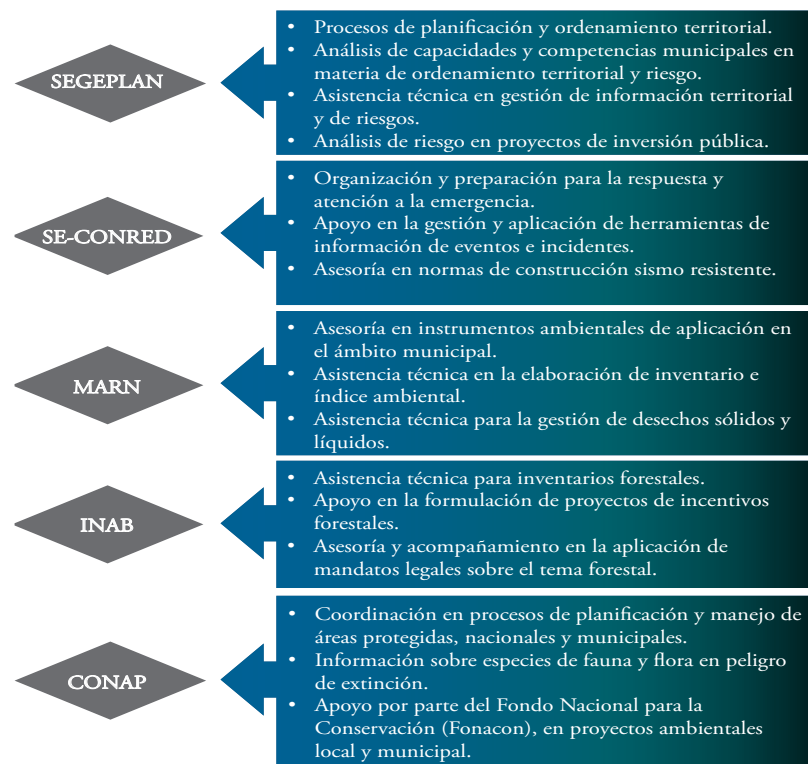 SEGEPLAN
• Procesos de planificación y ordenamiento territorial.
• Análisis de capacidades y competencias municipales en
materia de ordenamiento territorial y riesgo.
• Asistencia técnica en gestión de información territorial
y de riesgos.
• Análisis de riesgo en proyectos de inversión pública.
SE-CONRED
• Organización y preparación para la respuesta y
atención a la emergencia.
• Apoyo en la gestión y aplicación de herramientas de
información de eventos e incidentes.
• Asesoría en normas de construcción sismo resistente.
MARN
• Asesoría en instrumentos ambientales de aplicación en
el ámbito municipal.
• Asistencia técnica en la elaboración de inventario e
índice ambiental.
• Asistencia técnica para la gestión de desechos sólidos y
líquidos.
INAB
• Asistencia técnica para inventarios forestales.
• Apoyo en la formulación de proyectos de incentivos
forestales.
• Asesoría y acompañamiento en la aplicación de
mandatos legales sobre el tema forestal.
CONAP
• Coordinación en procesos de planificación y manejo de
áreas protegidas, nacionales y municipales.
• Información sobre especies de fauna y flora en peligro
de extinción.
• Apoyo por parte del Fondo Nacional para la
Conservación (Fonacon), en proyectos ambientales
local y municipal.